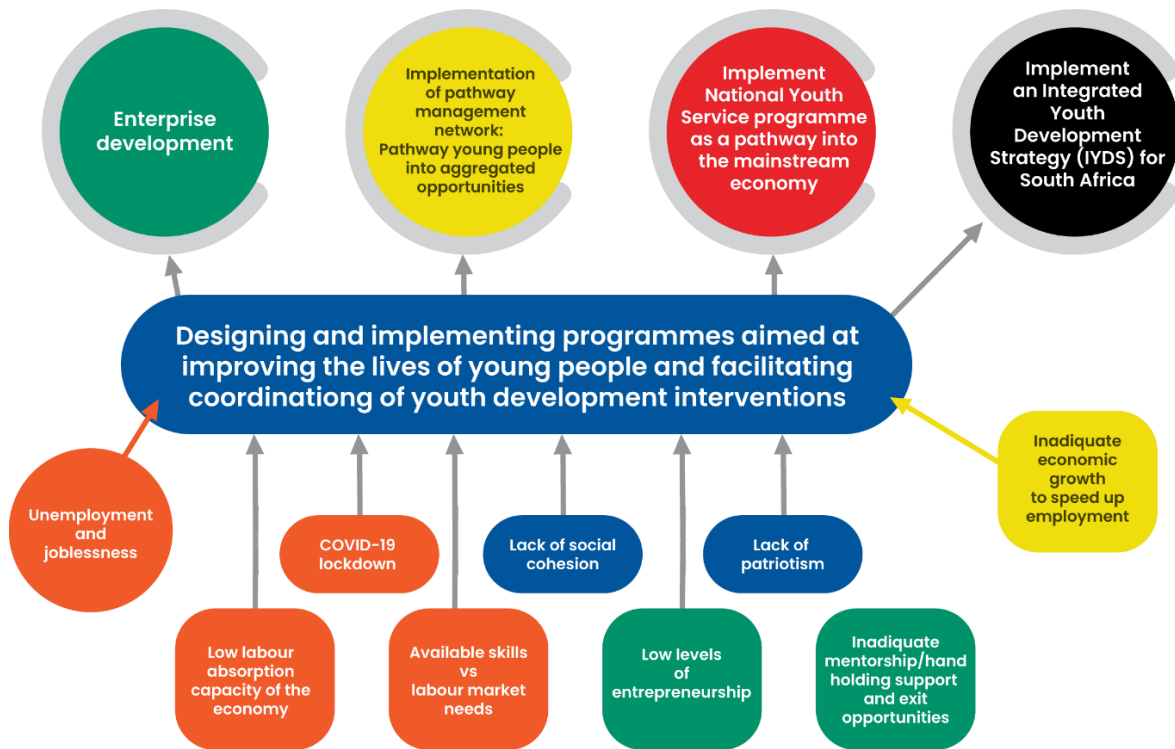 Enterprise
development
Implementation
of pathway
management
network:
Pathway young people
into aggregated
opportunities
Implement
National Youth
Service programme
as a pathway into
the mainstream
economy
Implement
an Integrated
Youth
Development
Strategy (IYDS) for
South Africa
Designing and implementing programmes aimed at
improving the lives of young people and facilitating
coordinationg of youth development interventions
Unemployment
and
joblessness
COVID-19
lockdown
Lack of social
cohesion
Lack of
patriotism
Inadiquate
economic
growth
to speed up
employment
Low labour
absorption
capacity of the
economy
Available skills
vs
labour market
needs
Low levels
of
entrepreneurship
Inadiquate
mentorship/hand
holding support
and exit
opportunities